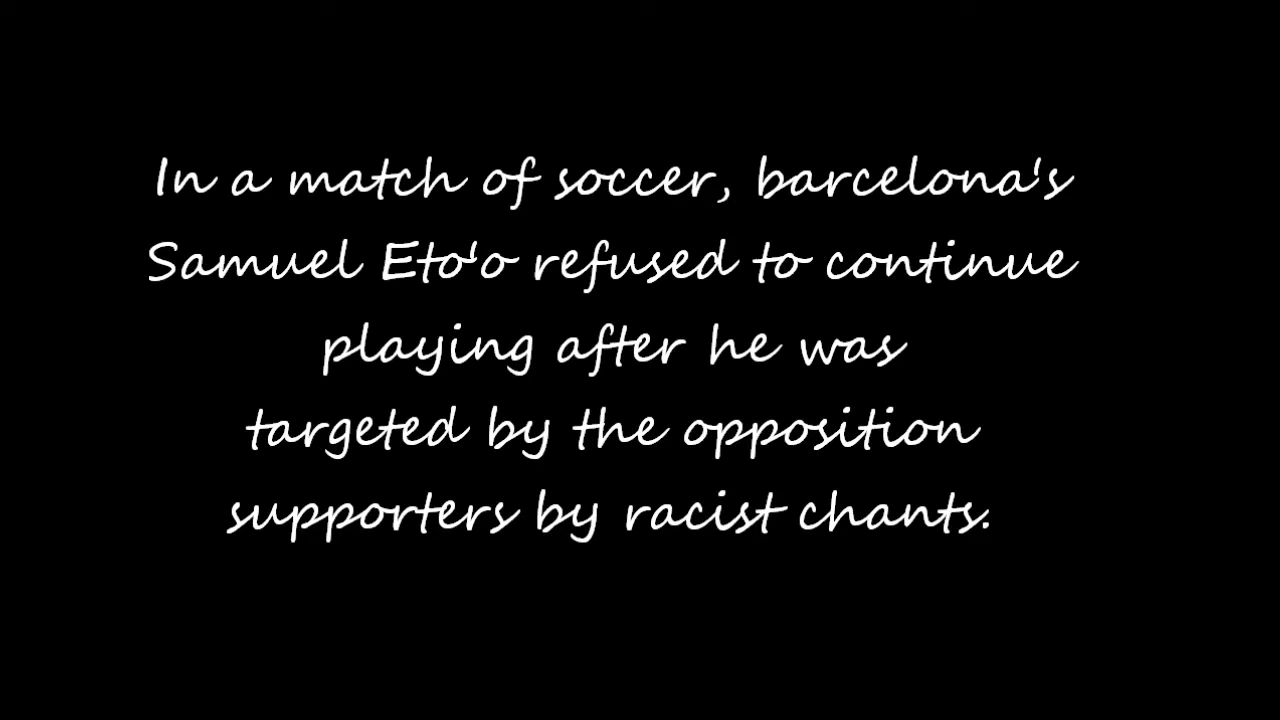 In a match of soccer, barcelona's
Samuel Eto'o refused to continue
playing after he was
targeted by the opposition
supporters by racist chants.